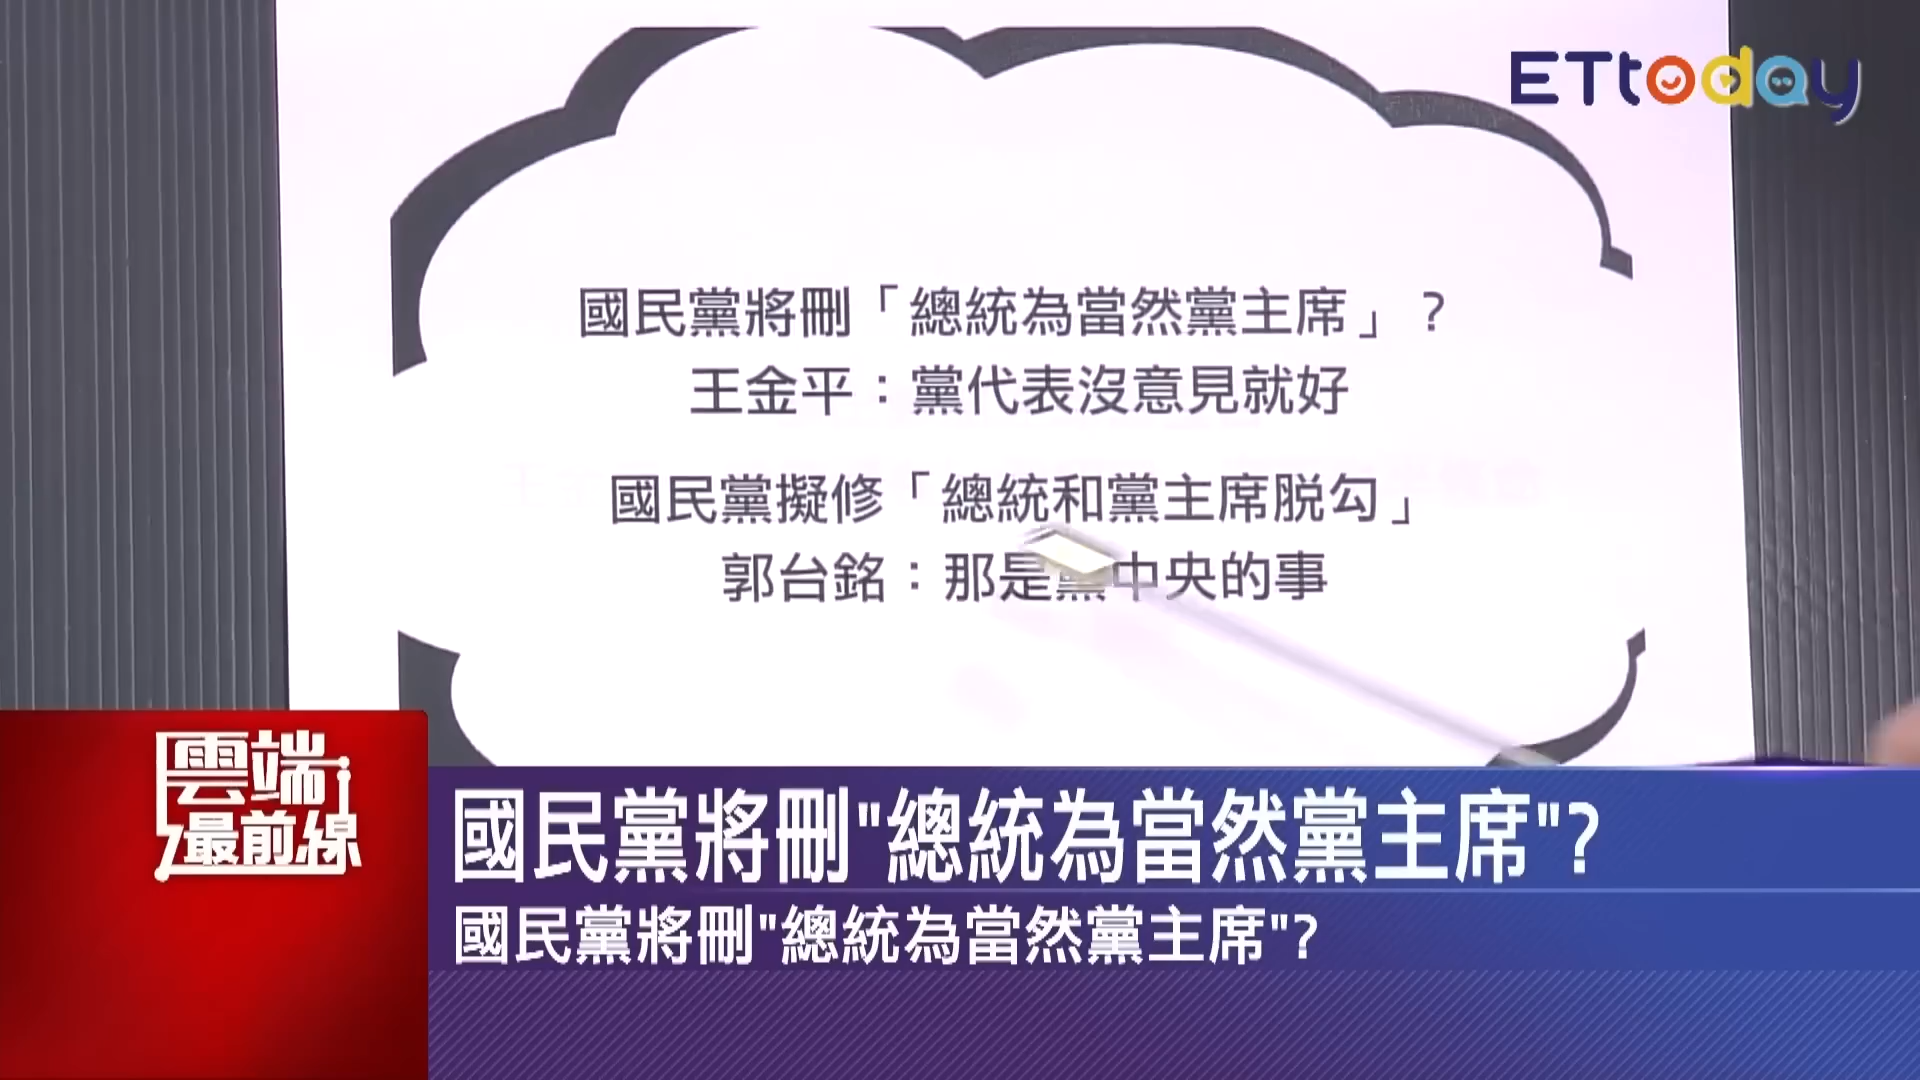 ETtoday
國民黨將刪「總統為當然黨主席」？
王金平：黨代表沒意見就好
國民黨擬修「總統和黨主席脱勾」
郭台銘：那是黨中央的事
雲端
最前線
國民黨將刪"總統為當然黨主席"?
國民黨將刪"總統為當然黨主席"?